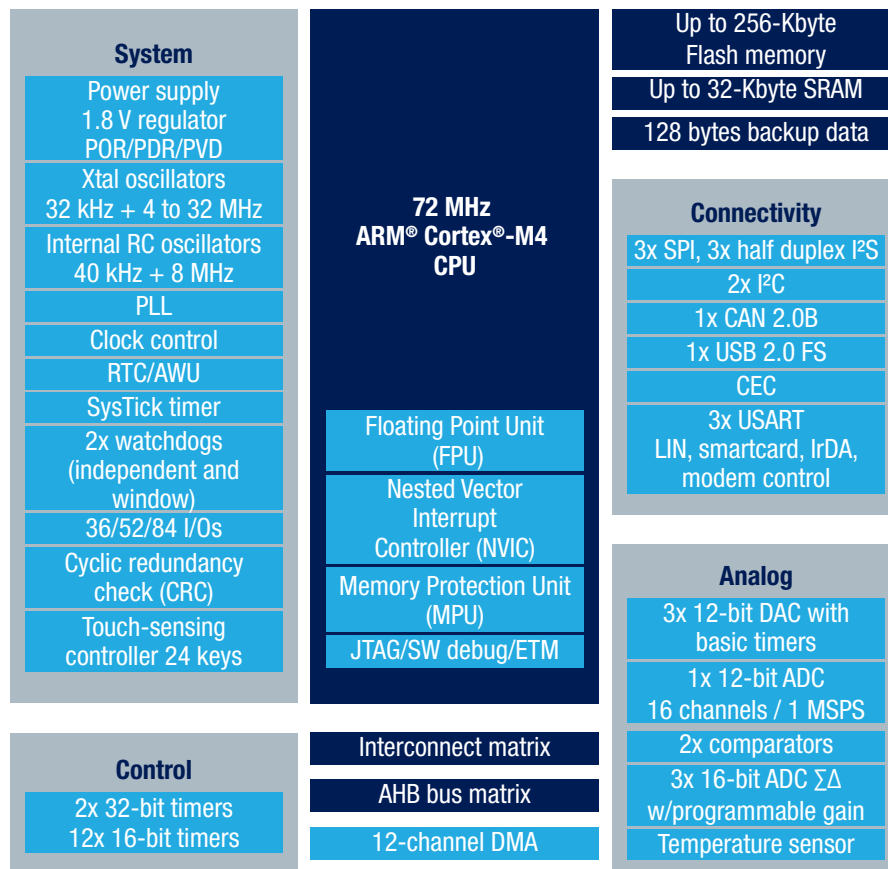 System
Power supply
1.8 V regulator
POR/PDR/PVD
Xtal oscillators
32 kHz + 4 to 32 MHz
Internal RC oscillators
40 kHz + 8 MHz
PLL
Clock control
RTC/AWU
SysTick timer
2x watchdogs
(independent and
window)
36/52/84 I/Os
Cyclic redundancy
check (CRC)
Touch-sensing
controller 24 keys
Control
2x 32-bit timers
12x 16-bit timers
72 MHz
ARM® Cortex®-M4
CPU
Floating Point Unit
(FPU)
Nested Vector
Interrupt
Controller (NVIC)
Memory Protection Unit
(MPU)
JTAG/SW debug/ETM
Interconnect matrix
AHB bus matrix
12-channel DMA
Up to 256-Kbyte
Flash memory
Up to 32-Kbyte SRAM
128 bytes backup data
Connectivity
3x SPI, 3x half duplex I²S
2x I²C
1x CAN 2.0B
1x USB 2.0 FS
CEC
3x USART
LIN, smartcard, IrDA,
modem control
Analog
3x 12-bit DAC with
basic timers
1x 12-bit ADC
16 channels / 1 MSPS
2x comparators
3x 16-bit ADC ∑Δ
w/programmable gain
Temperature sensor